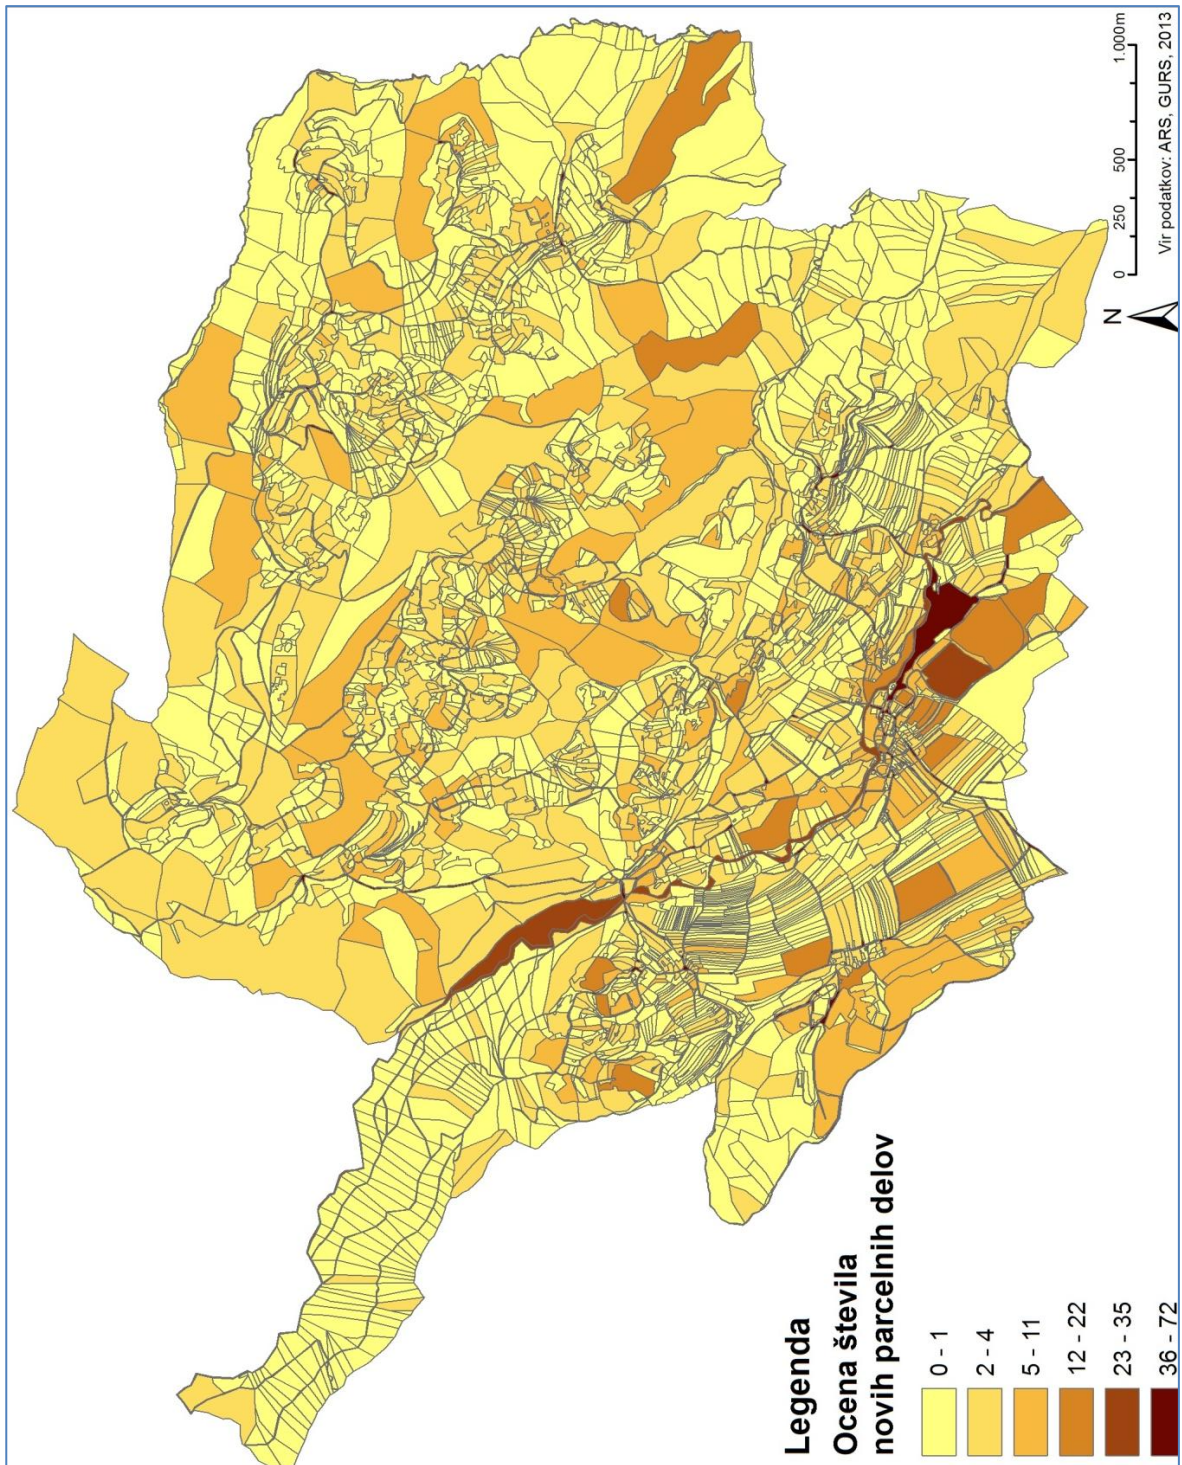 Legenda
Ocena števila
novih parcelnih delov
0 - 1
2 - 4
5 - 11
12 - 22
23 - 35
36 - 72
N
0 250 500 1.000m
Vir podatkov: ARS, GURS, 2013